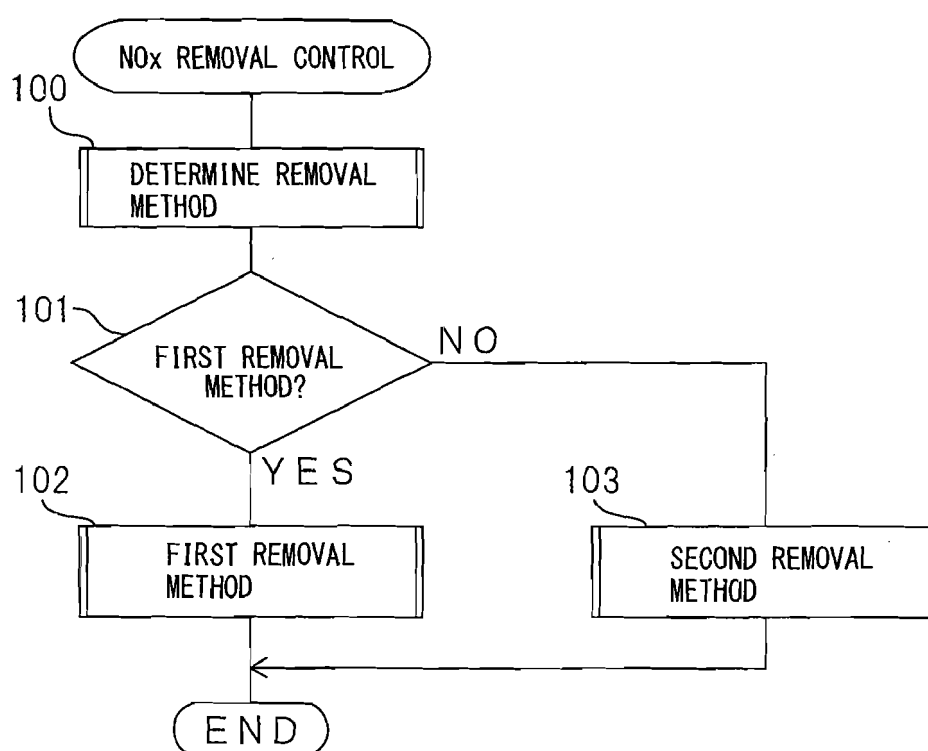 NOx REMOVAL CONTROL
100
DETERMINE REMOVAL
METHOD
101
FIRST REMOVAL
METHOD?
NO
YES
102
FIRST REMOVAL
METHOD
103
SECOND REMOVAL
METHOD
END